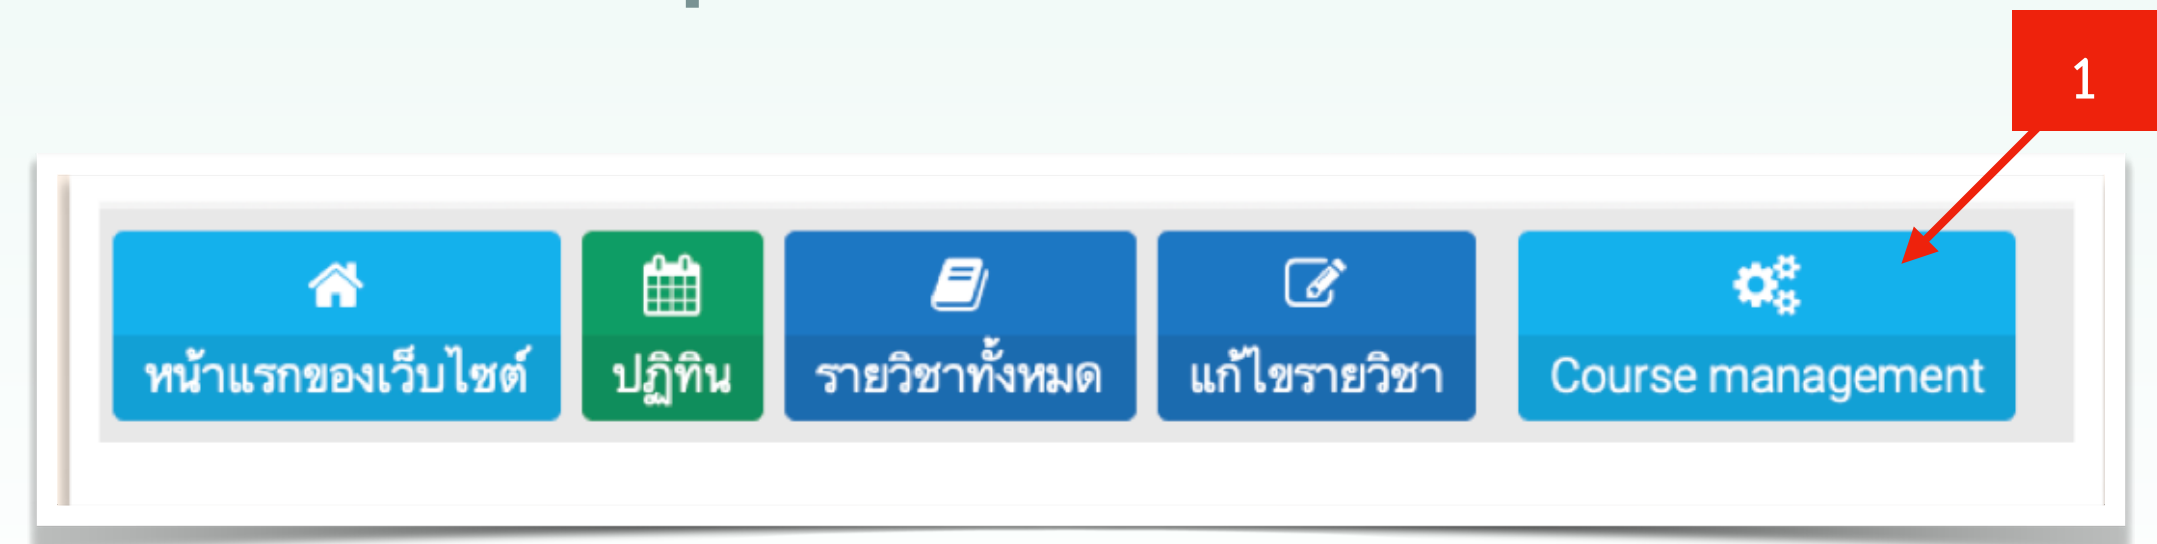 1
หน้าแรกของเว็บไซต์
ปฏิทิน
รายวิชาทั้งหมด
แก้ไขรายวิชา
Course management